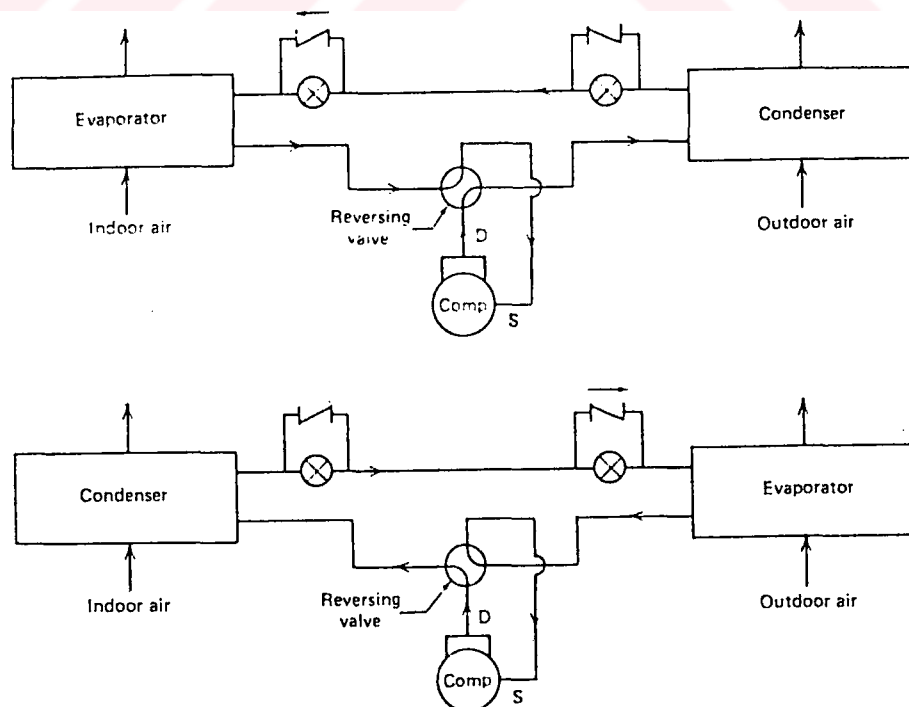 Evaporator
Condenser
Indoor air
Reversing
valve
D
Outdoor air
Comp
S
Condenser
Evaporator
Indoor air
Reversing
valve
D
Outdoor air
Comp
S